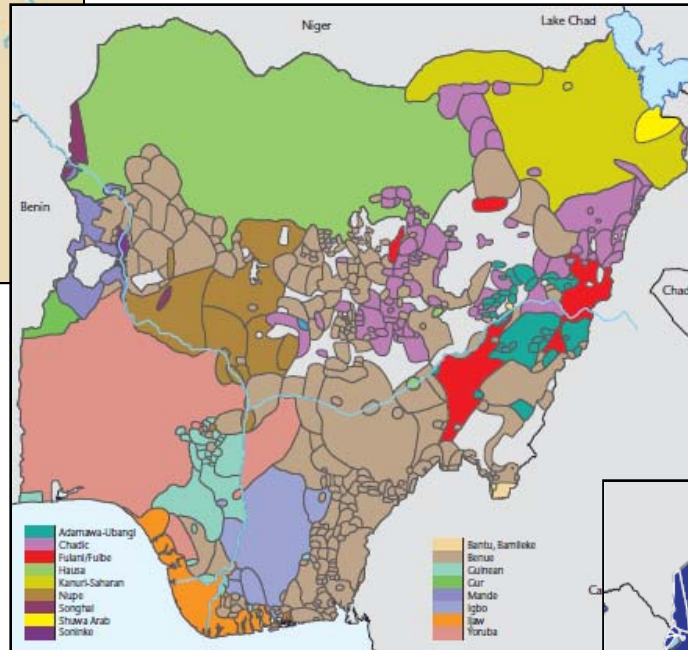 Niger
Lake Chad
Benin
Chad
Adamawa-Ubangi
Chadic
Fulani/Fulbe
Hausa
Kanuri-Saharan
Nupe
Songhai
Shuwa Arab
Soninke
Bantu, Bamileke
Benue
Guinean
Gur
Mande
Igbo
Ijaw
Yoruba
Ca